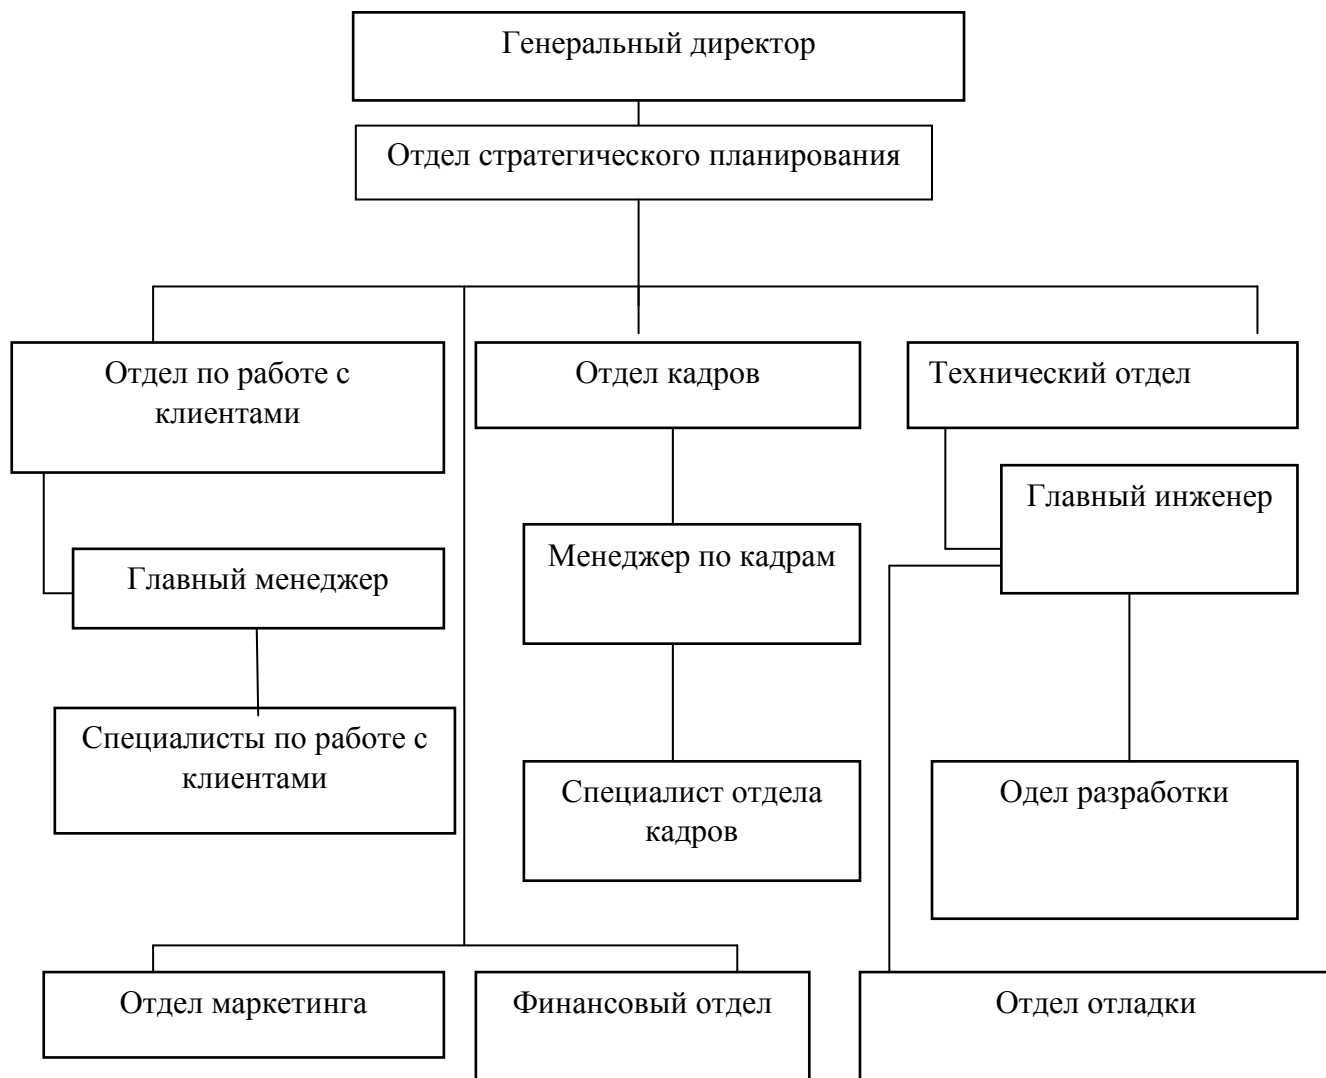 Генеральный директор
Отдел стратегического планирования
Отдел по работе с
клиентами
Отдел кадров
Технический отдел
Главный инженер
Главный менеджер
Менеджер по кадрам
Специалисты по работе с
клиентами
Специалист отдела
кадров
Одел разработки
Отдел маркетинга
Финансовый отдел
Отдел отладки